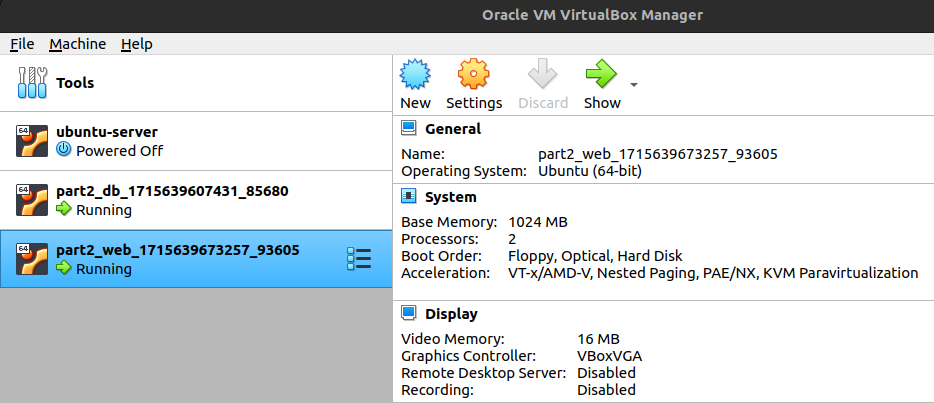 Oracle VM VirtualBox Manager
File Machine Help
Tools
64
ubuntu-server
Powered Off
64
part2_db_1715639607431_85680
Running
64
part2_web_1715639673257_93605
Running
New Settings Discard Show
General
Name: part2_web_1715639673257_93605
Operating System: Ubuntu (64-bit)
System
Base Memory: 1024 MB
Processors: 2
Boot Order: Floppy, Optical, Hard Disk
Acceleration: VT-x/AMD-V, Nested Paging, PAE/NX, KVM Paravirtualization
Display
Video Memory: 16 MB
Graphics Controller: VBoxVGA
Remote Desktop Server: Disabled
Recording: Disabled